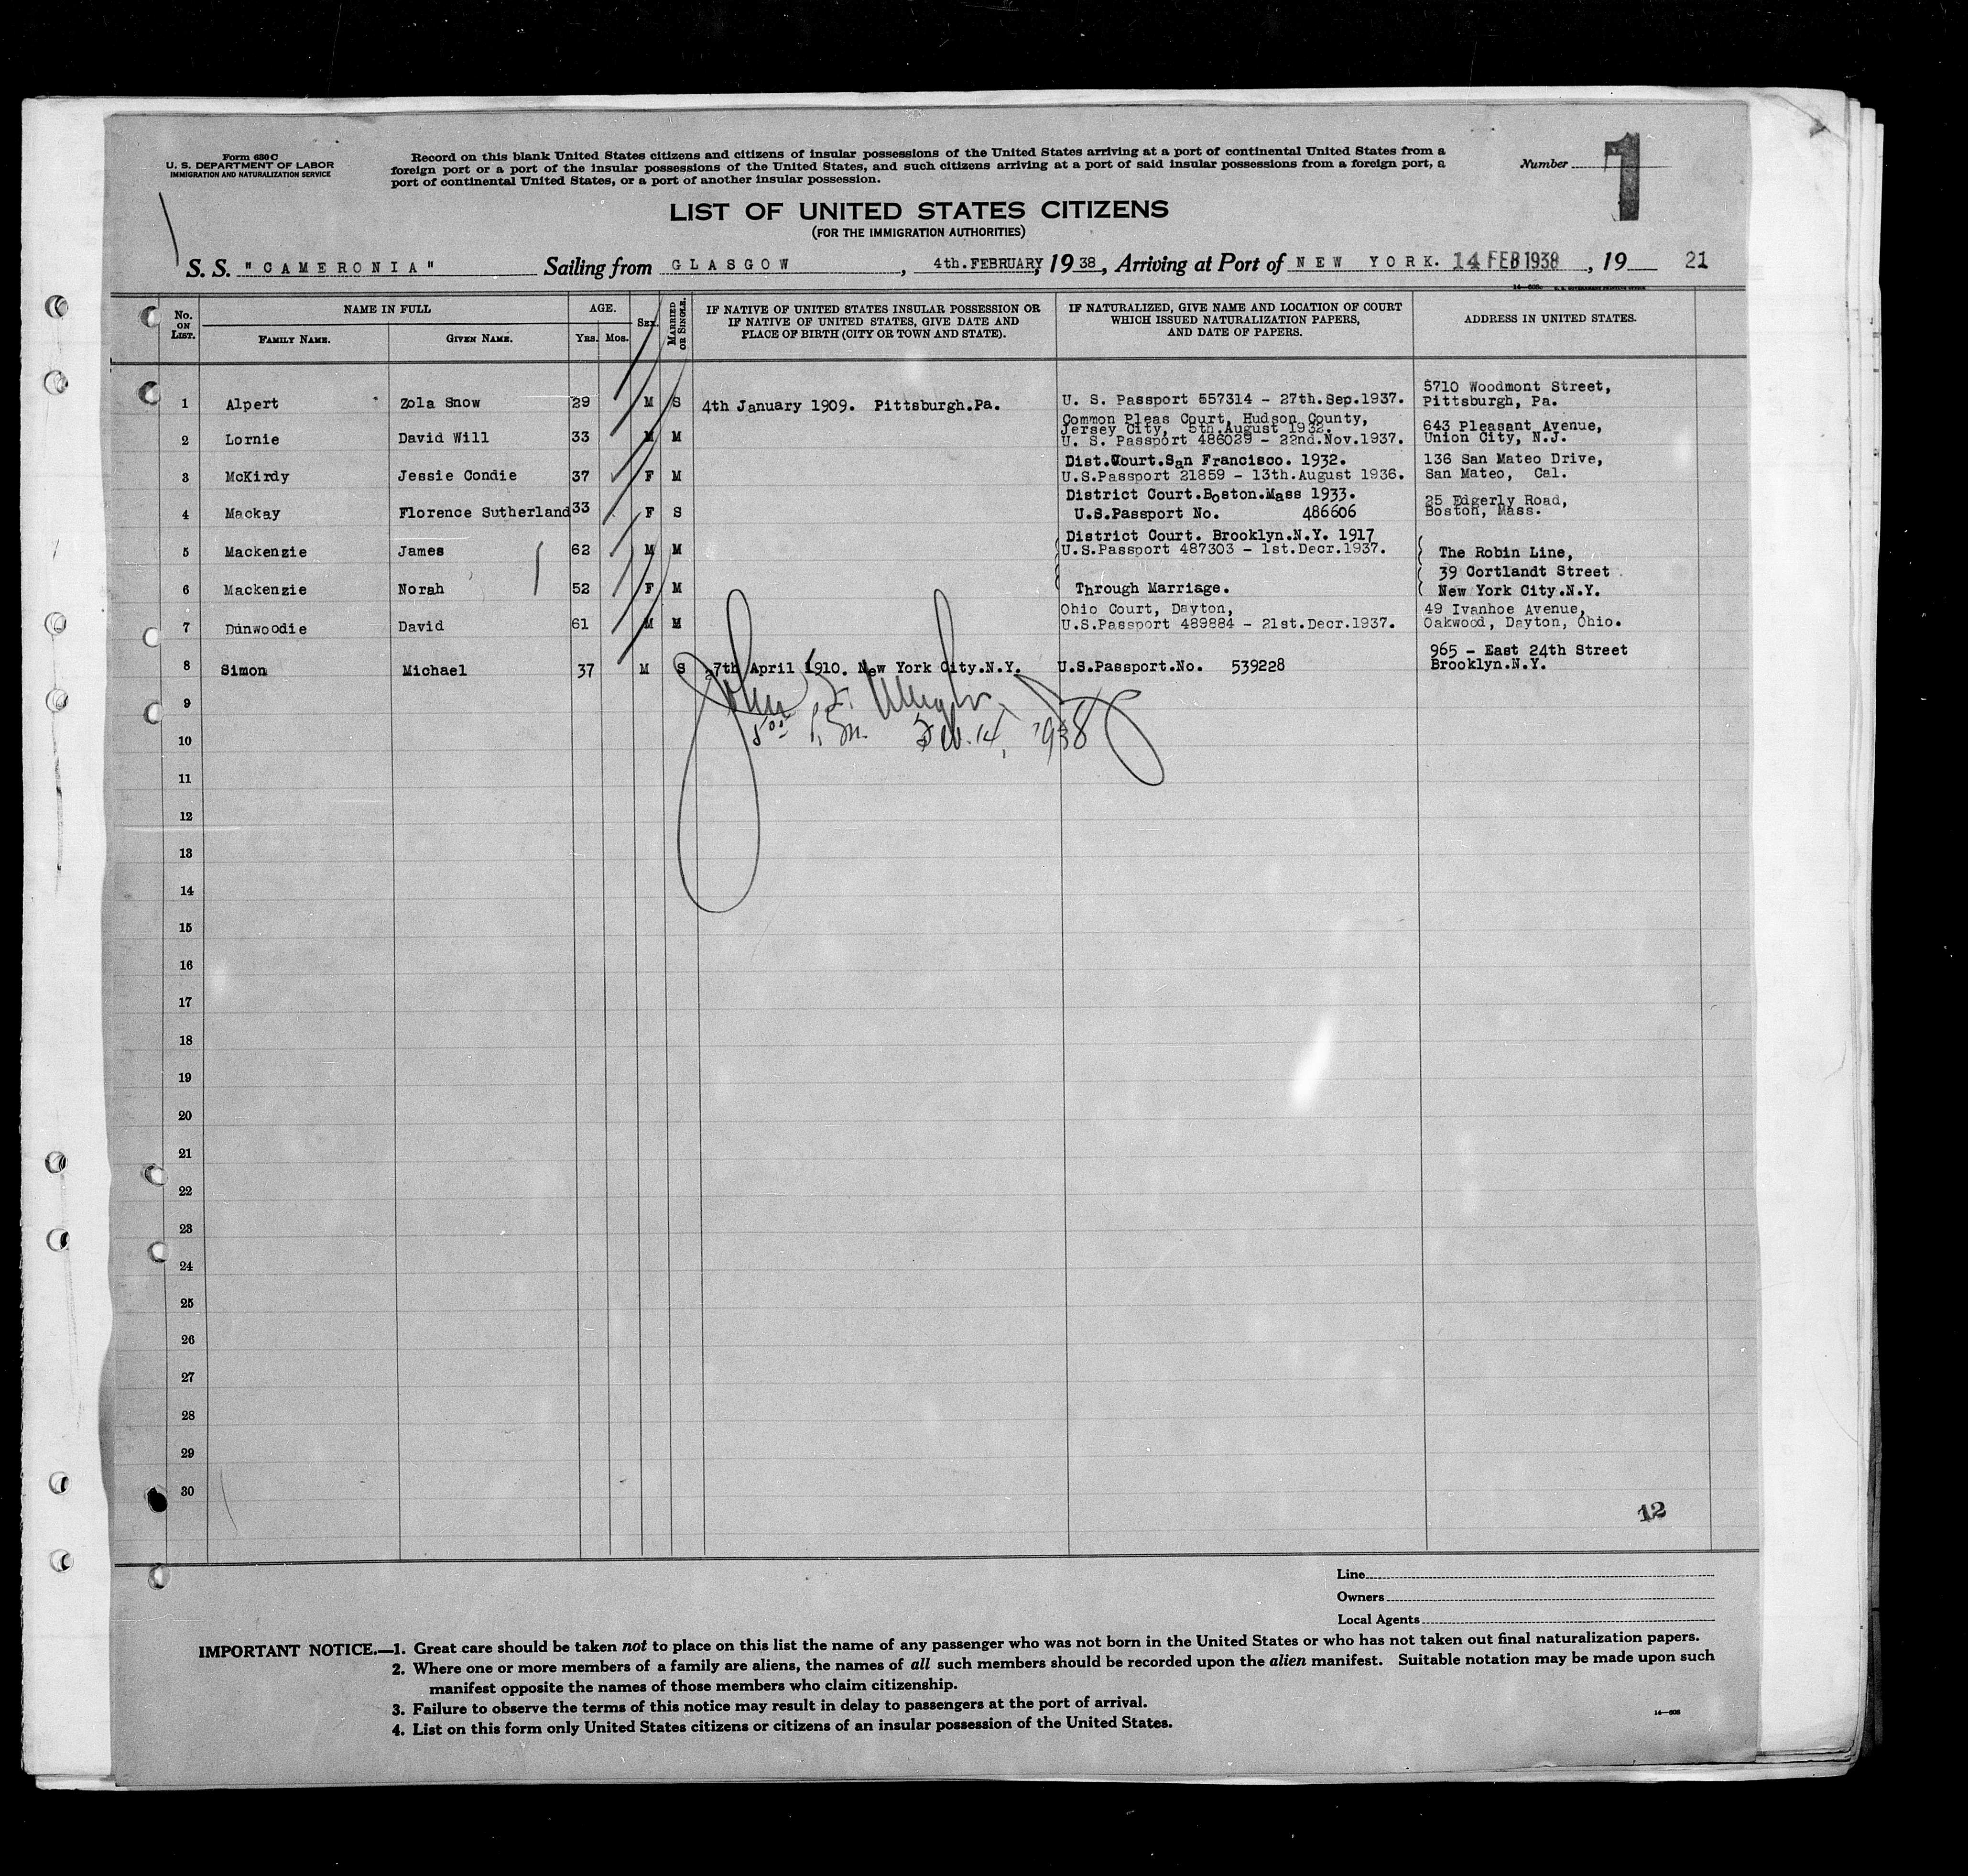 Form 630 C
U. S. DEPARTMENT OF LABOR
IMMIGRATION AND NATURALIZATION SERVICE
Record on this blank United States citizens and citizens of insular possessions of the United States arriving at a port of continental United States from a
foreign port or a port of the insular possessions of the United States, and such citizens arriving at a port of said insular possessions from a foreign port, a
port of continental United States, or a port of another insular possession.
Number 1
LIST OF UNITED STATES CITIZENS
(FOR THE IMMIGRATION AUTHORITIES)
S. S. "CAMERONIA" Sailing from GLASGOW, 4th.FEBRUARY, 1938, Arriving at Port of NEW YORK. 14 FEB 1938, 19 21
No. ON LIST.
NAME IN FULL
FAMILY NAME.
GIVEN NAME.
AGE.
YRS. MOS.
SEX.
MARRIED OR SINGLE.
IF NATIVE OF UNITED STATES INSULAR POSSESSION OR
IF NATIVE OF UNITED STATES, GIVE DATE AND
PLACE OF BIRTH (CITY OR TOWN AND STATE).
IF NATURALIZED, GIVE NAME AND LOCATION OF COURT
WHICH ISSUED NATURALIZATION PAPERS,
AND DATE OF PAPERS.
ADDRESS IN UNITED STATES.
1 Alpert Zola Snow 29 M S 4th January 1909. Pittsburgh.Pa. U. S. Passport 557314 - 27th.Sep.1937.
5710 Woodmont Street,
Pittsburgh, Pa.
2 Lornie David Will 33 M M
Common Pleas Court, Hudson County,
Jersey City, 5th.August 1932.
U. S. Passport 486029 - 22nd.Nov.1937.
643 Pleasant Avenue,
Union City, N.J.
3 McKirdy Jessie Condie 37 F M
Dist.Court.San Francisco. 1932.
U.S.Passport 21859 - 13th.August 1936.
136 San Mateo Drive,
San Mateo, Cal.
4 Mackay Florence Sutherland 33 F S
District Court.Boston.Mass 1933.
U.S.Passport No. 486606
25 Edgerly Road,
Boston, Mass.
5 Mackenzie James 62 M M
District Court. Brooklyn.N.Y. 1917
U.S.Passport 487303 - 1st.Decr.1937.
The Robin Line,
39 Cortlandt Street
New York City.N.Y.
6 Mackenzie Norah 52 F M Through Marriage.
7 Dunwoodie David 61 M M
Ohio Court, Dayton,
U.S.Passport 489884 - 21st.Decr.1937.
49 Ivanhoe Avenue,
Oakwood, Dayton, Ohio.
8 Simon Michael 37 M S 27th April 1910. New York City.N.Y. U.S.Passport.No. 539228
965 - East 24th Street
Brooklyn.N.Y.
John F.
5 00 P.M. Feb. 14, 1938
9
10
11
12
13
14
15
16
17
18
19
20
21
22
23
24
25
26
27
28
29
30
12
Line
Owners
Local Agents
IMPORTANT NOTICE.—1. Great care should be taken not to place on this list the name of any passenger who was not born in the United States or who has not taken out final naturalization papers.
2. Where one or more members of a family are aliens, the names of all such members should be recorded upon the alien manifest. Suitable notation may be made upon such
manifest opposite the names of those members who claim citizenship.
3. Failure to observe the terms of this notice may result in delay to passengers at the port of arrival.
4. List on this form only United States citizens or citizens of an insular possession of the United States.